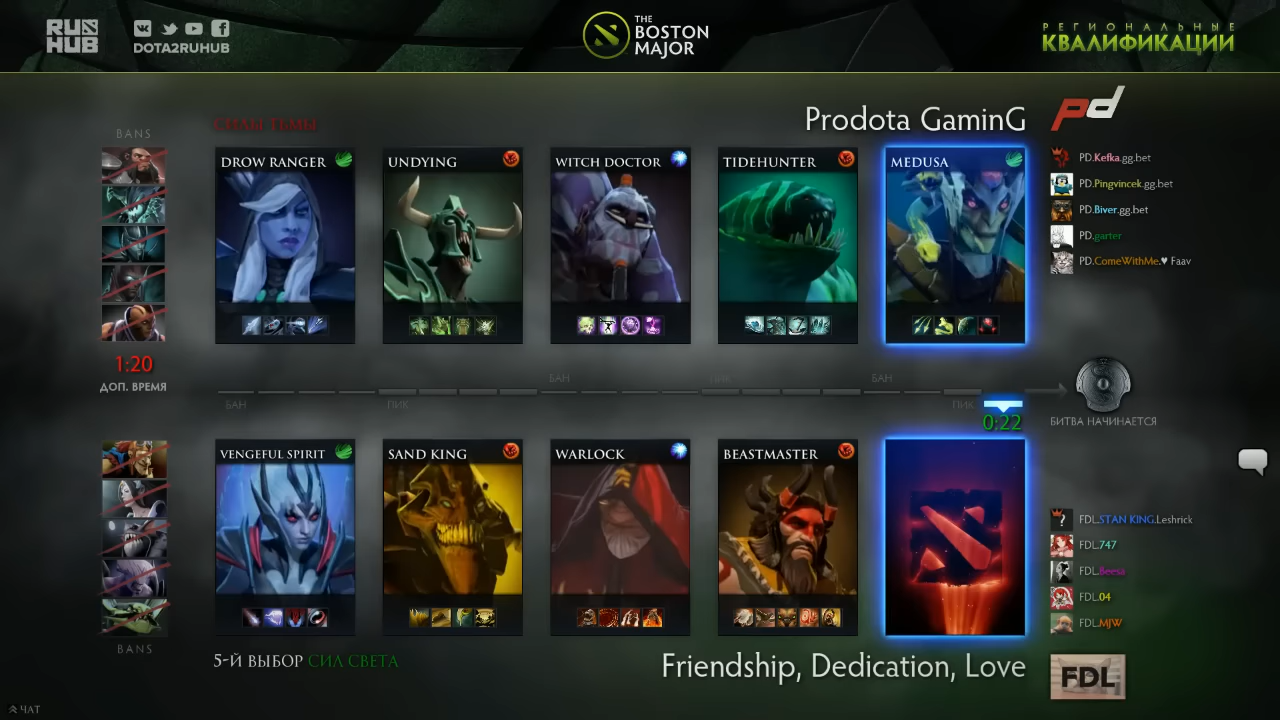 RU HUB
DOTA2RUHUB
THE BOSTON MAJOR
РЕГИОНАЛЬНЫЕ
КВАЛИФИКАЦИИ
BANS
СИЛЫ ТЬМЫ
Prodota GaminG
pd
DROW RANGER
UNDYING
WITCH DOCTOR
TIDEHUNTER
MEDUSA
PD.Kefka.gg.bet
PD.Pingvincek.gg.bet
PD.Biver.gg.bet
PD.garter
PD.ComeWithMe.♥ Faav
1:20
ДОП. ВРЕМЯ
БАН
ПИК
БАН
БАН
ПИК
ПИК
0:22
БИТВА НАЧИНАЕТСЯ
VENGEFUL SPIRIT
SAND KING
WARLOCK
BEASTMASTER
FDL.STAN KING.Leshrick
FDL.747
FDL.Beesa
FDL.04
FDL.MJW
BANS
5-Й ВЫБОР СИЛ СВЕТА
Friendship, Dedication, Love
FDL
ЧАТ